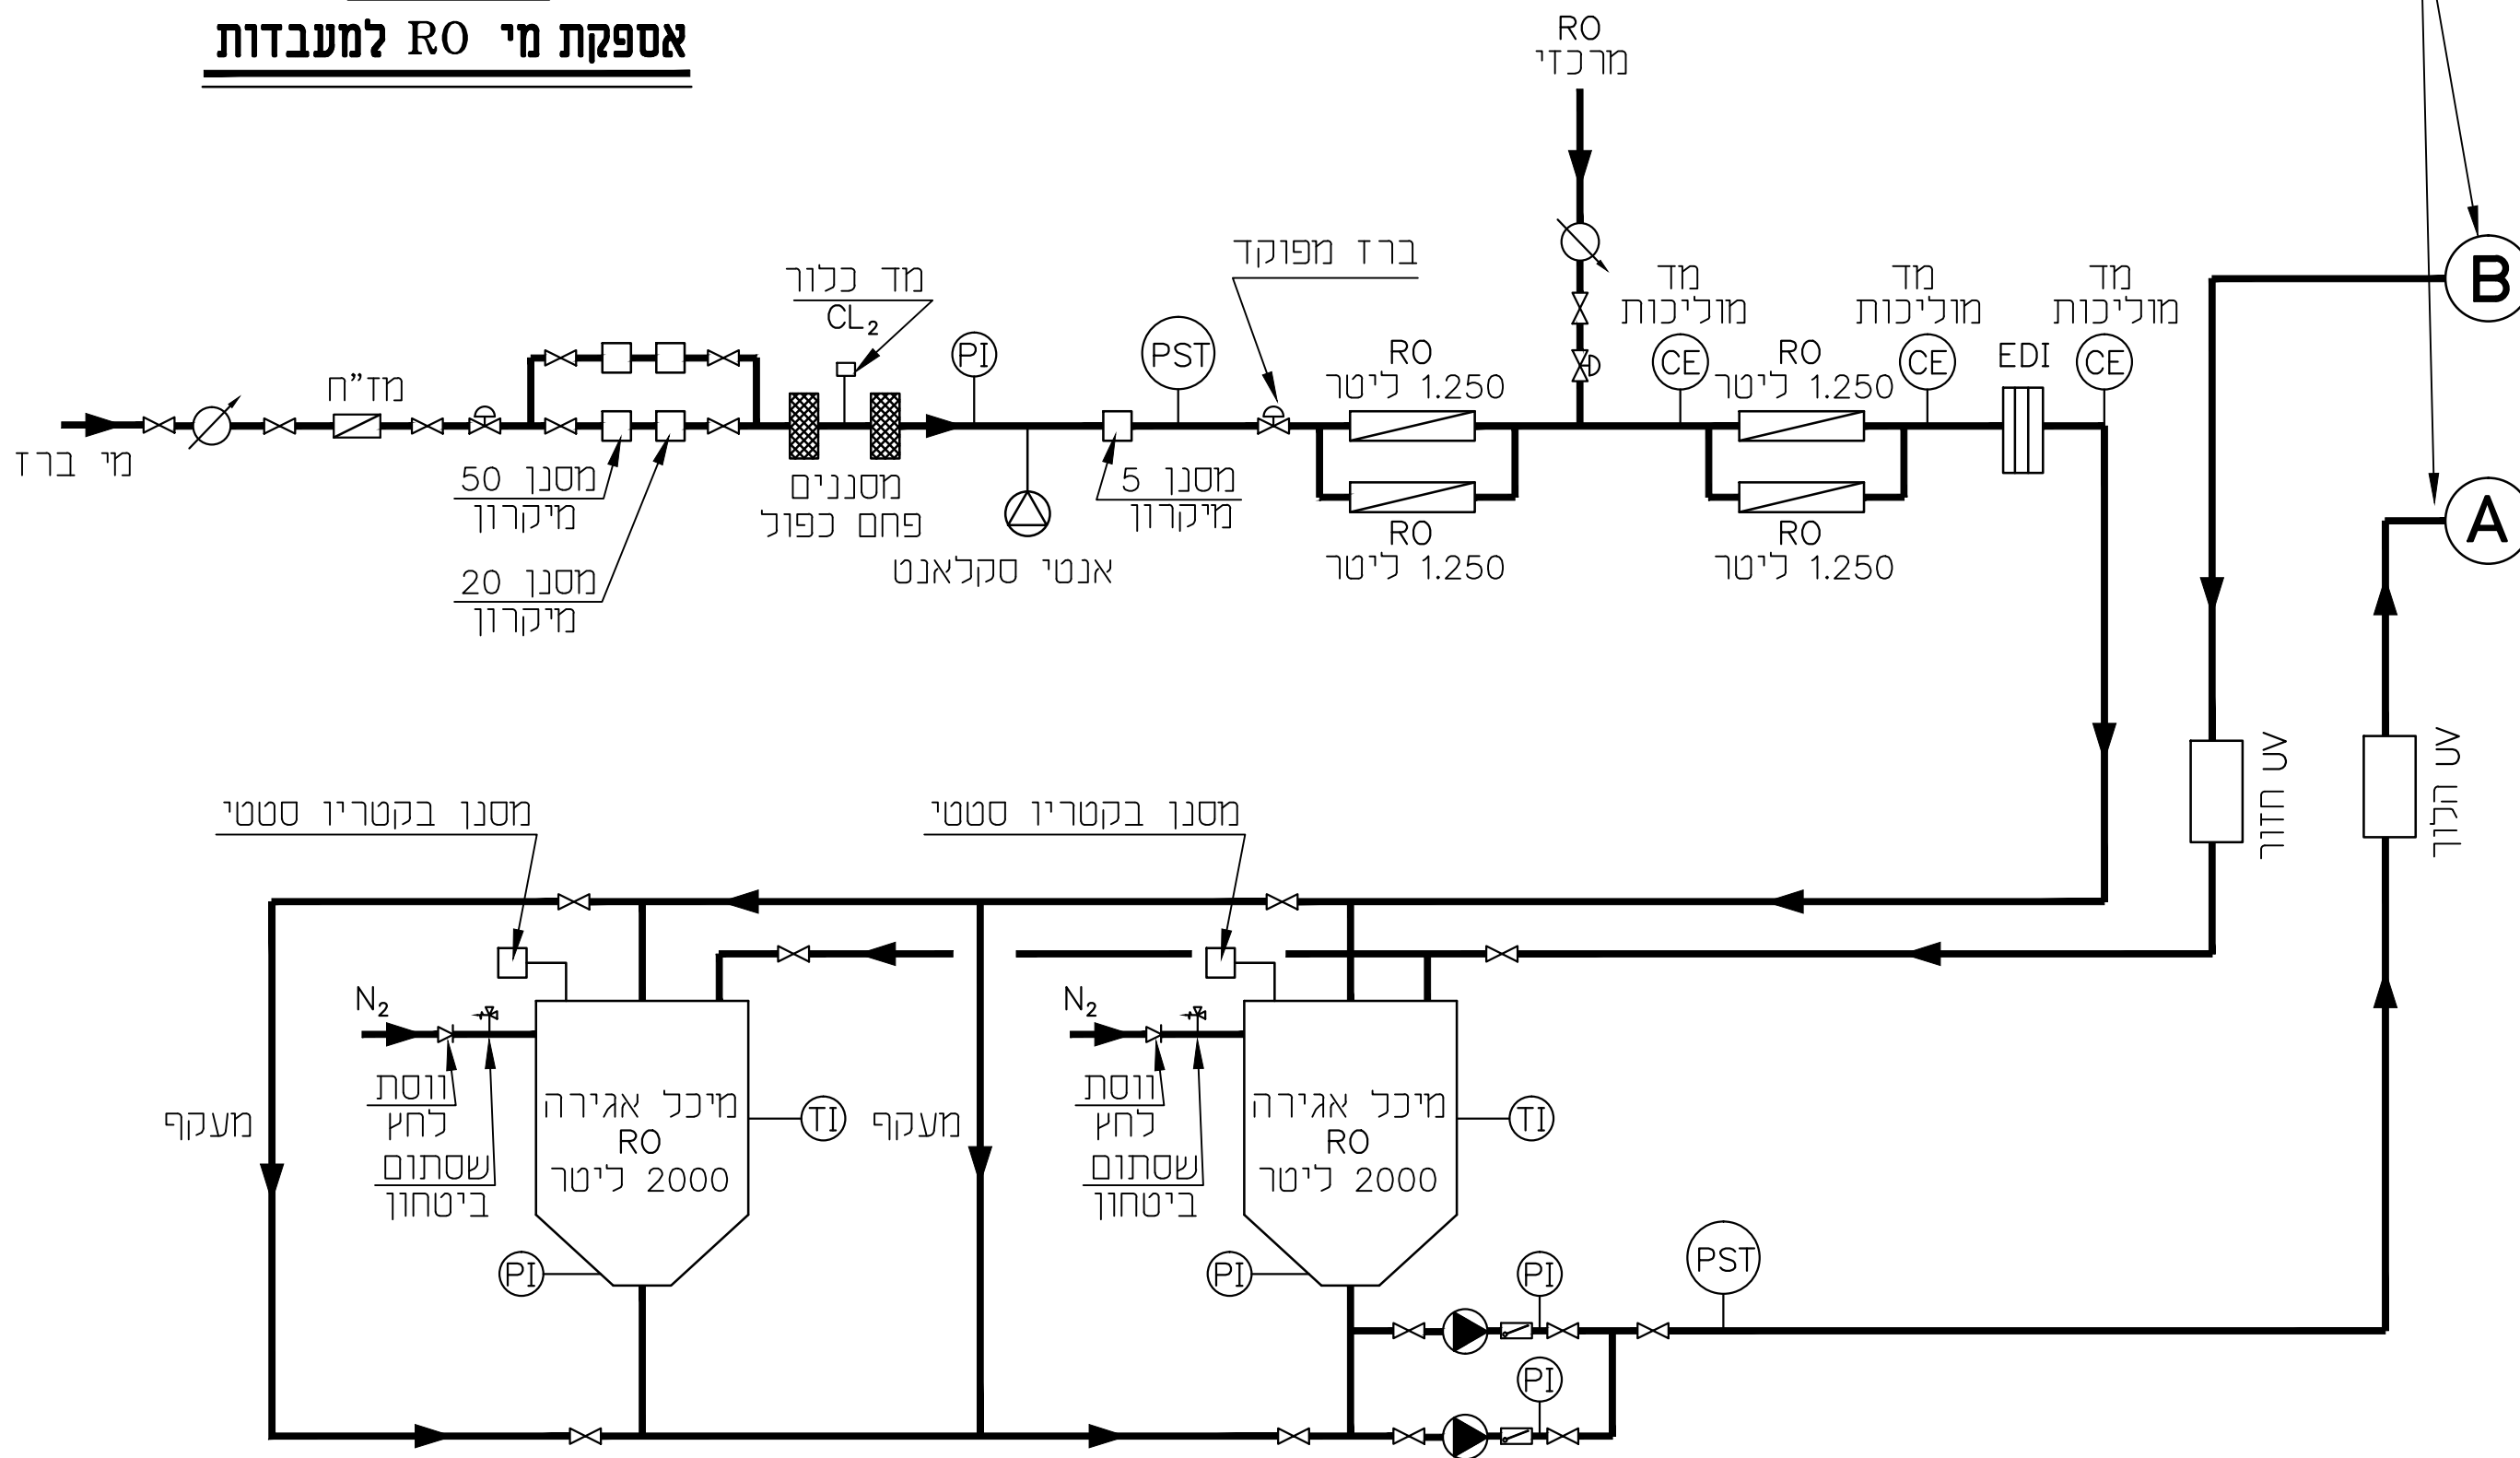 אספקת מי RO למעבדות
RO
מרכזי
B
A
ברז מפוקד
מד כלור
CL₂
מד
מוליכות
CE
מד
מוליכות
CE
מד
מוליכות
CE
EDI
PI
PST
RO
1.250 ליטר
RO
1.250 ליטר
RO
1.250 ליטר
RO
1.250 ליטר
מד"ח
מי ברז
מסנן 50
מיקרון
מסנן 20
מיקרון
מסננים
פחם כפול
מסנן 5
מיקרון
אנטי סקלאנט
UV חזור
UV הלוך
מסנן בקטריו סטטי
מסנן בקטריו סטטי
N₂
N₂
ווסת
לחץ
שסתום
ביטחון
ווסת
לחץ
שסתום
ביטחון
מעקף
מעקף
מיכל אגירה
RO
2000 ליטר
TI
מיכל אגירה
RO
2000 ליטר
TI
PI
PI
PI
PST
PI